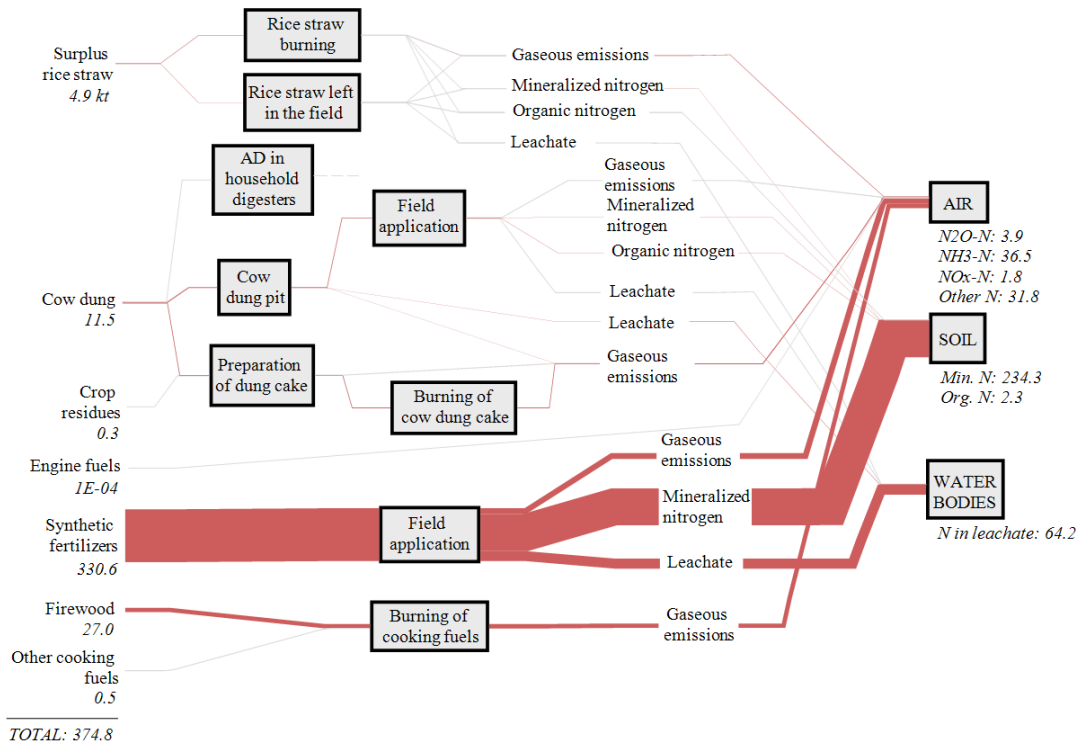 Surplus
rice straw
4.9 kt
Rice straw
burning
Rice straw left
in the field
Gaseous emissions
Mineralized nitrogen
Organic nitrogen
Leachate
AD in
household
digesters
Field
application
Gaseous
emissions
Mineralized
nitrogen
Organic nitrogen
Leachate
Cow dung
11.5
Cow
dung pit
Leachate
Preparation
of dung cake
Burning of
cow dung cake
Gaseous
emissions
Crop
residues
0.3
Engine fuels
1E-04
Synthetic
fertilizers
330.6
Field
application
Gaseous
emissions
Mineralized
nitrogen
Leachate
Firewood
27.0
Burning of
cooking fuels
Gaseous
emissions
Other cooking
fuels
0.5
TOTAL: 374.8
AIR
N2O-N: 3.9
NH3-N: 36.5
NOx-N: 1.8
Other N: 31.8
SOIL
Min. N: 234.3
Org. N: 2.3
WATER
BODIES
N in leachate: 64.2